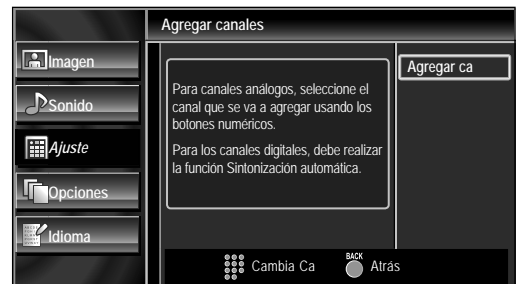 Agregar canales
Imagen
Sonido
Ajuste
Opciones
Idioma
Para canales análogos, seleccione el
canal que se va a agregar usando los
botones numéricos.
Para los canales digitales, debe realizar
la función Sintonización automática.
Agregar ca
Cambia Ca
BACK
Atrás